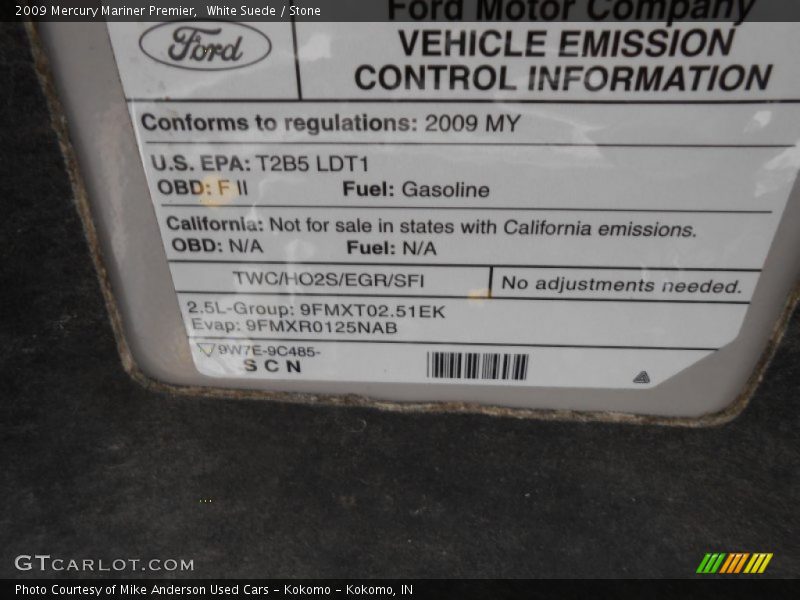 2009 Mercury Mariner Premier, White Suede / Stone
Ford Motor Company
Ford
VEHICLE EMISSION
CONTROL INFORMATION
Conforms to regulations: 2009 MY
U.S. EPA: T2B5 LDT1
OBD: F II Fuel: Gasoline
California: Not for sale in states with California emissions.
OBD: N/A Fuel: N/A
TWC/HO2S/EGR/SFI
No adjustments needed.
2.5L-Group: 9FMXT02.51EK
Evap: 9FMXR0125NAB
9W7E-9C485-
S C N
GTCARLOT.COM
Photo Courtesy of Mike Anderson Used Cars – Kokomo – Kokomo, IN